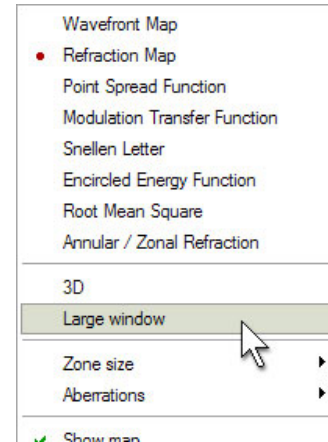 Wavefront Map
Refraction Map
Point Spread Function
Modulation Transfer Function
Snellen Letter
Encircled Energy Function
Root Mean Square
Annular / Zonal Refraction
3D
Large window
Zone size
Aberrations
Show map